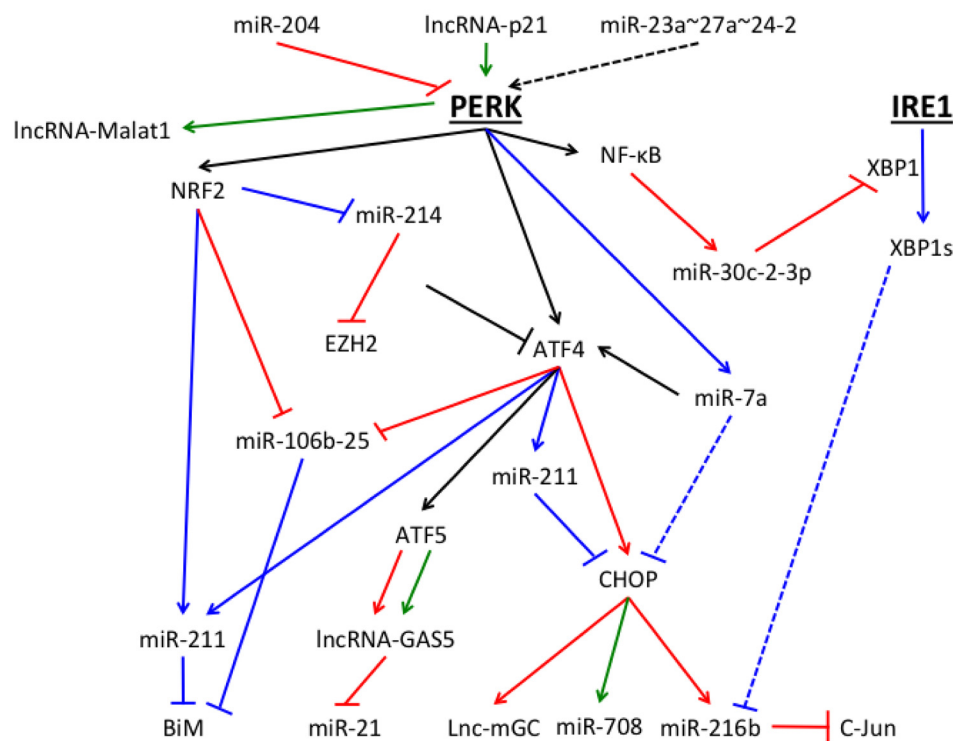 miR-204
lncRNA-p21
miR-23a~27a~24-2
PERK
IRE1
lncRNA-Malat1
NF-κB
XBP1
NRF2
miR-214
XBP1s
miR-30c-2-3p
EZH2
ATF4
miR-7a
miR-106b-25
miR-211
ATF5
CHOP
miR-211
lncRNA-GAS5
BiM
miR-21
Lnc-mGC
miR-708
miR-216b
C-Jun